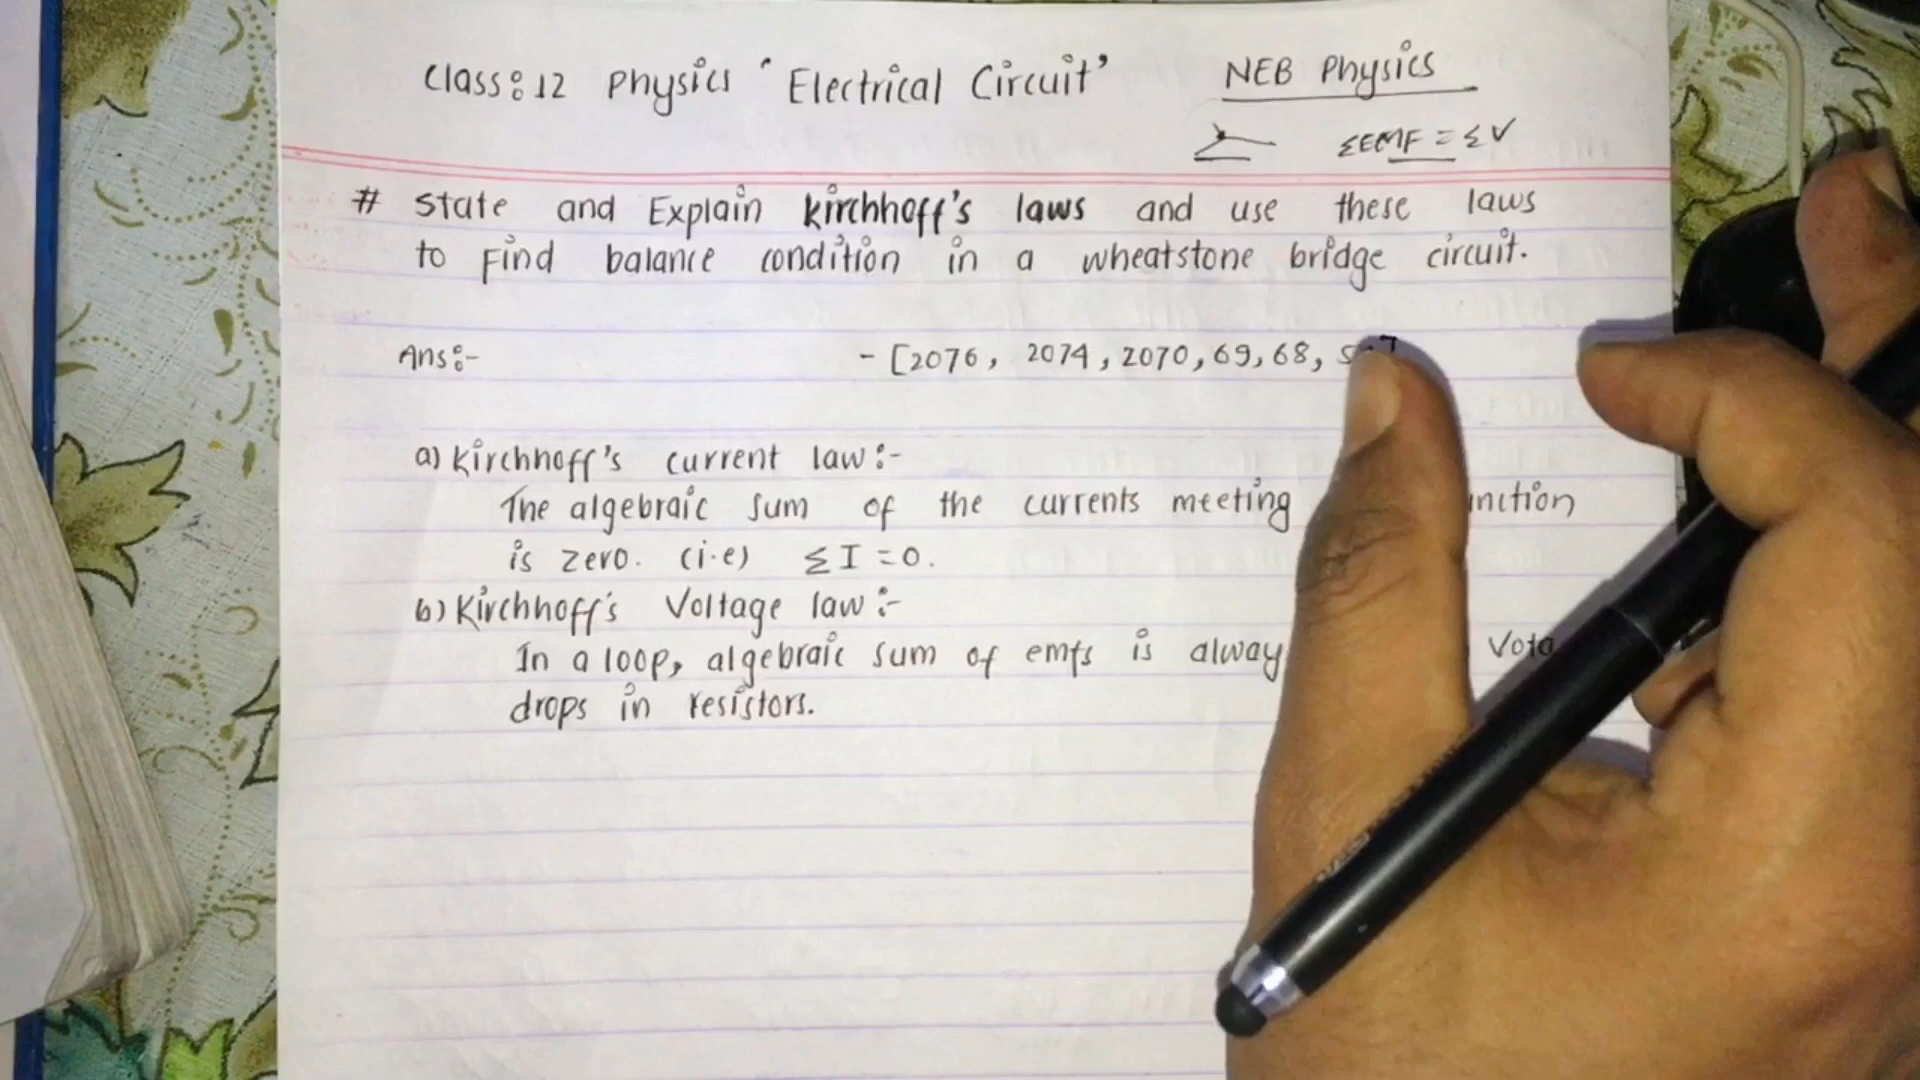 Class: 12 Physics 'Electrical Circuit'
NEB Physics
Σ ΣEMF = ΣV
# State and Explain Kirchhoff's laws and use these laws
to Find balance condition in a wheatstone bridge circuit.
Ans:- - [2076, 2074, 2070, 69, 68,
a) Kirchhoff's current law:-
The algebraic sum of the currents meeting
is zero. (i.e) ΣI = 0.
b) Kirchhoff's Voltage law:-
In a loop, algebraic sum of emfs is
drops in resistors.